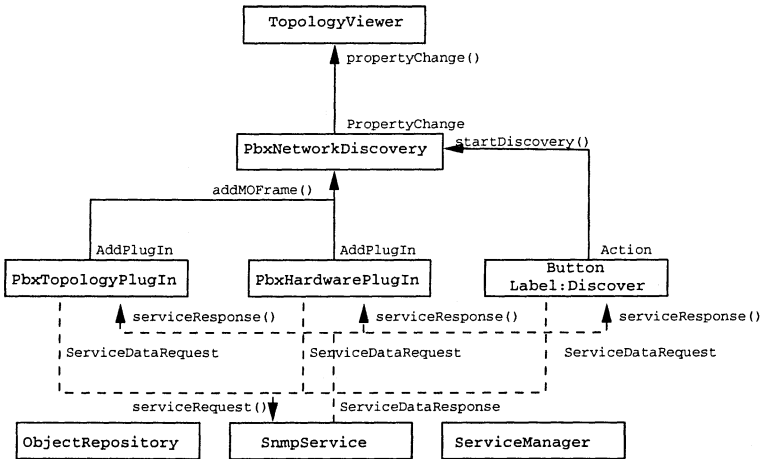 TopologyViewer
propertyChange()
PropertyChange
PbxNetworkDiscovery
startDiscovery()
addMOFrame()
AddPlugIn
AddPlugIn
Action
PbxTopologyPlugIn
PbxHardwarePlugIn
Button
Label:Discover
serviceResponse()
serviceResponse()
serviceResponse()
ServiceDataRequest
ServiceDataRequest
ServiceDataRequest
serviceRequest()
ServiceDataResponse
ObjectRepository
SnmpService
ServiceManager